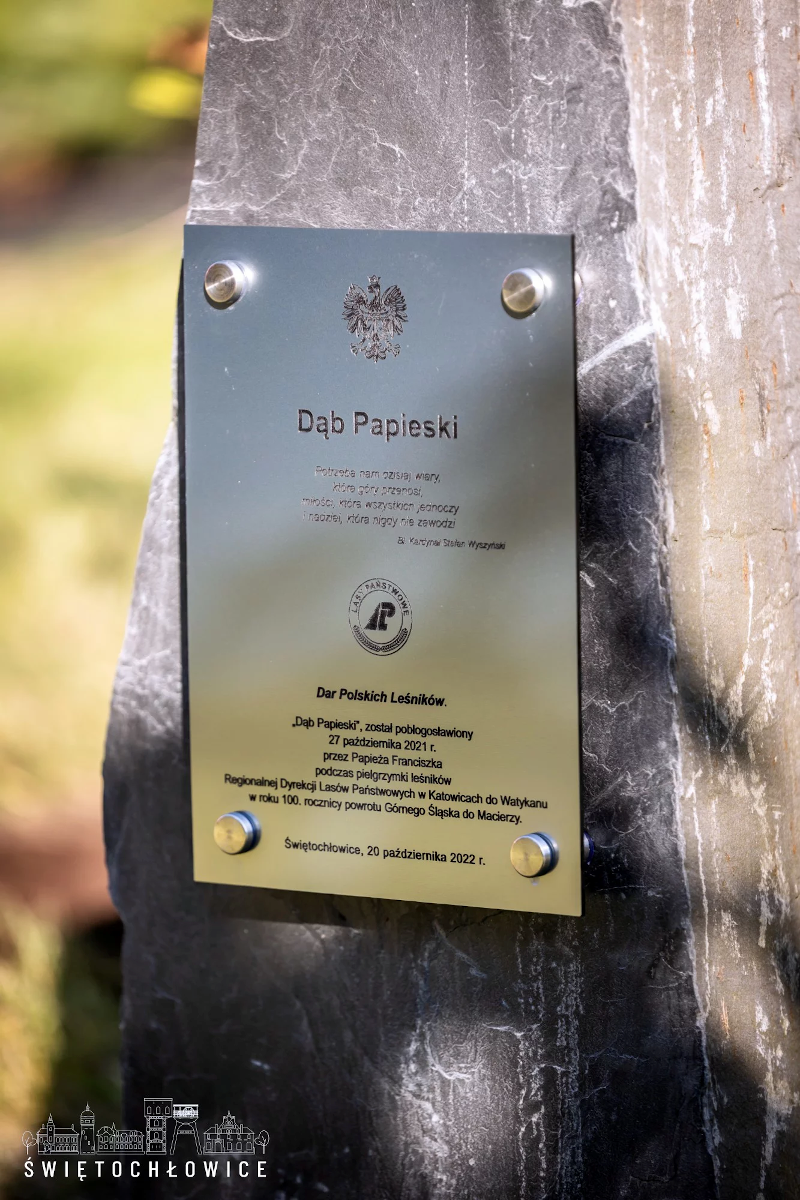 Dąb Papieski
Potrzeba nam dzisiaj wiary,
która góry przenosi,
miłości, która wszystkich jednoczy
i nadziei, która nigdy nie zawodzi
Bł. Kardynał Stefan Wyszyński
LASY PAŃSTWOWE
Dar Polskich Leśników.
„Dąb Papieski”, został pobłogosławiony
27 października 2021 r.
przez Papieża Franciszka
podczas pielgrzymki leśników
Regionalnej Dyrekcji Lasów Państwowych w Katowicach do Watykanu
w roku 100. rocznicy powrotu Górnego Śląska do Macierzy.
Świętochłowice, 20 października 2022 r.
ŚWIĘTOCHŁOWICE